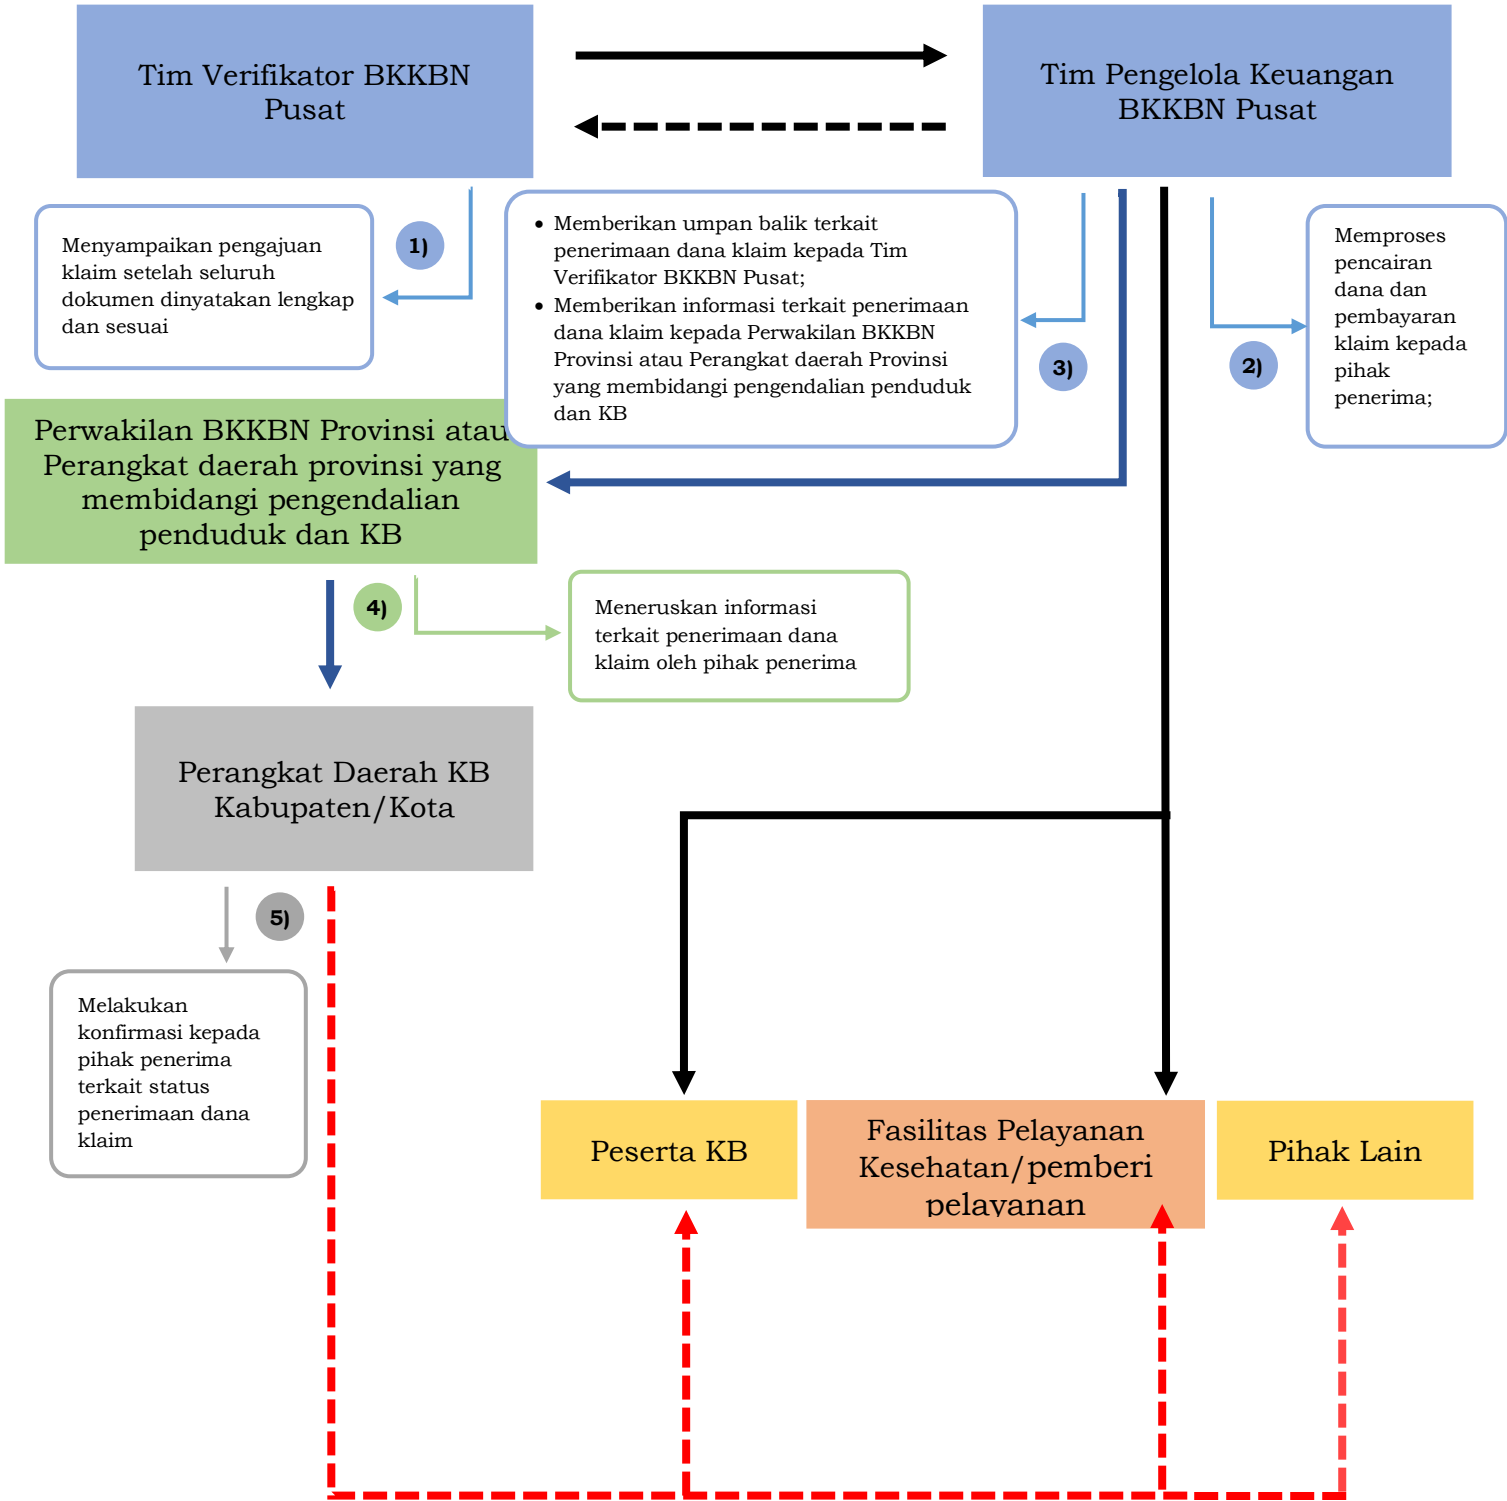 Tim Verifikator BKKBN
Pusat
Tim Pengelola Keuangan
BKKBN Pusat
Menyampaikan pengajuan
klaim setelah seluruh
dokumen dinyatakan lengkap
dan sesuai
1)
• Memberikan umpan balik terkait
penerimaan dana klaim kepada Tim
Verifikator BKKBN Pusat;
• Memberikan informasi terkait penerimaan
dana klaim kepada Perwakilan BKKBN
Provinsi atau Perangkat daerah Provinsi
yang membidangi pengendalian penduduk
dan KB
3)
2)
Memproses
pencairan
dana dan
pembayaran
klaim kepada
pihak
penerima;
Perwakilan BKKBN Provinsi atau
Perangkat daerah provinsi yang
membidangi pengendalian
penduduk dan KB
4)
Meneruskan informasi
terkait penerimaan dana
klaim oleh pihak penerima
Perangkat Daerah KB
Kabupaten/Kota
5)
Melakukan
konfirmasi kepada
pihak penerima
terkait status
penerimaan dana
klaim
Peserta KB
Fasilitas Pelayanan
Kesehatan/pemberi
pelayanan
Pihak Lain